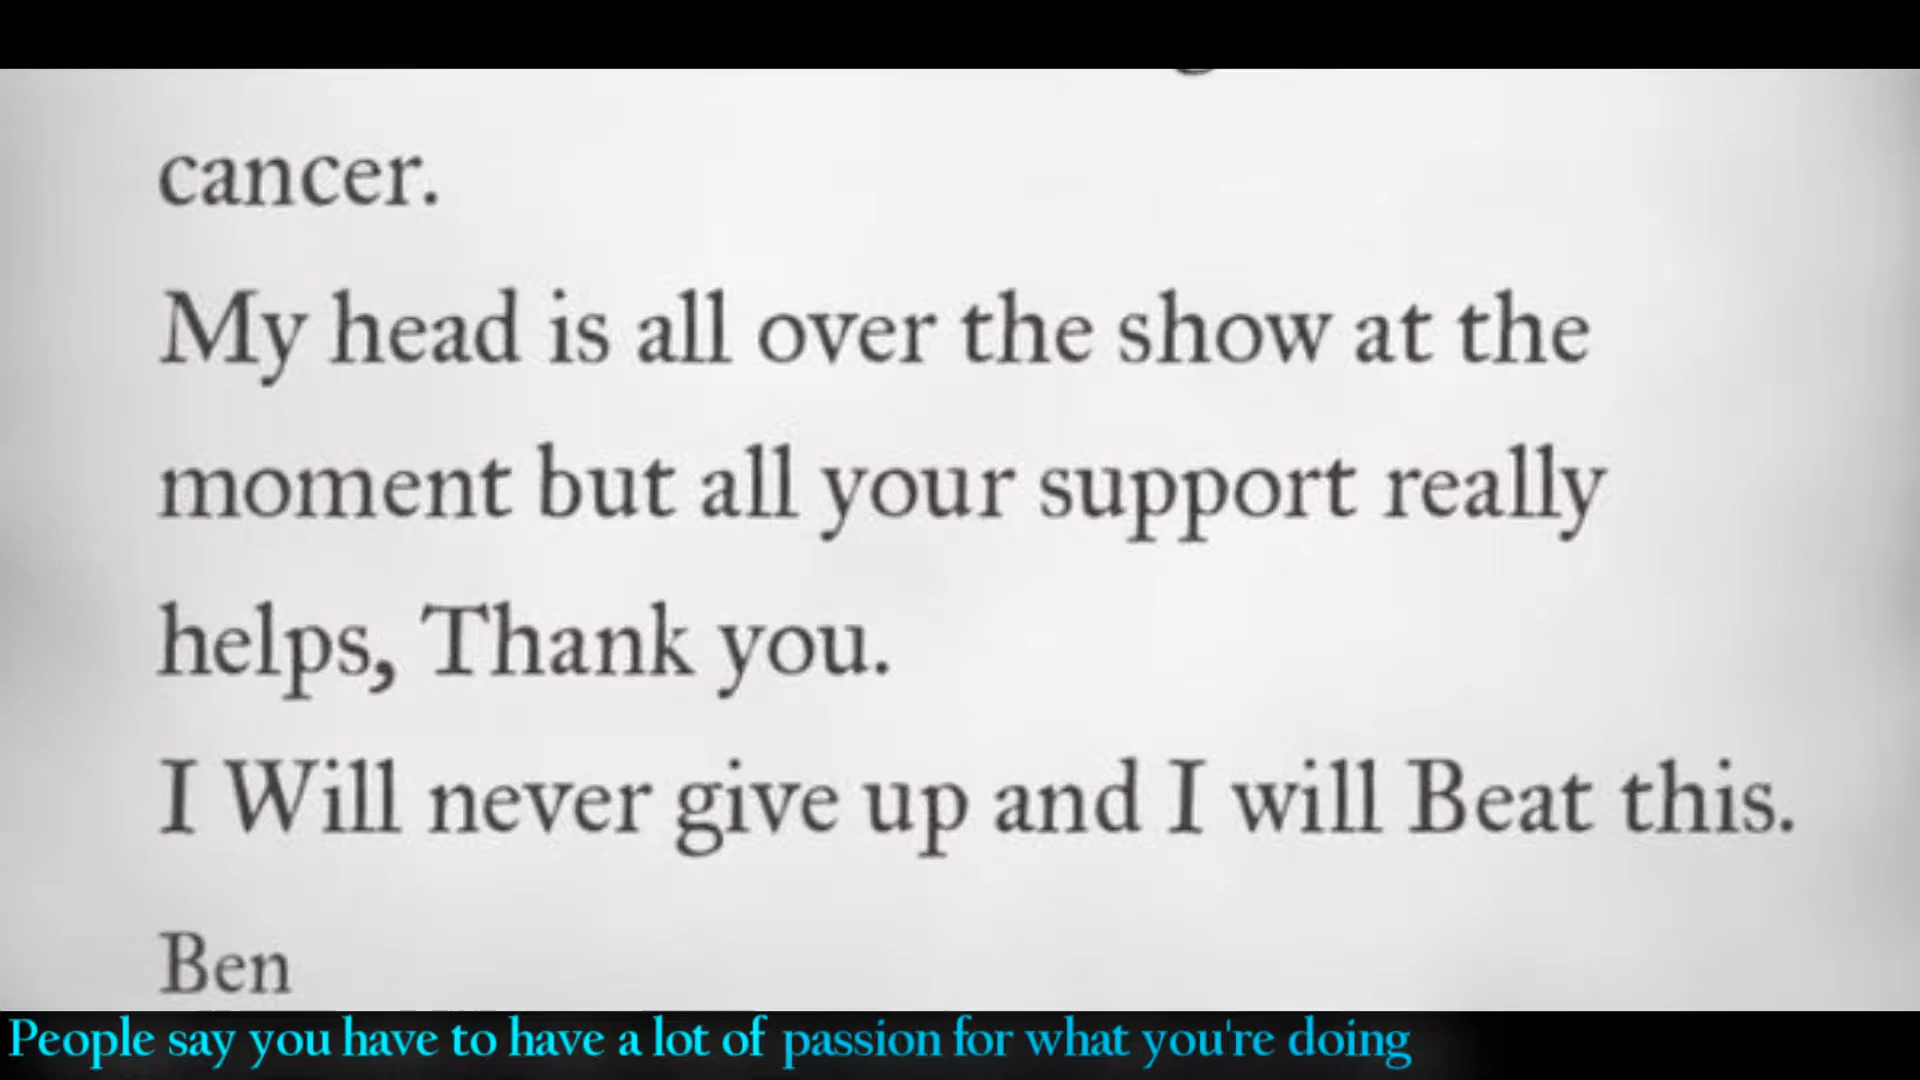 cancer.
My head is all over the show at the
moment but all your support really
helps, Thank you.
I Will never give up and I will Beat this.
Ben
People say you have to have a lot of passion for what you're doing